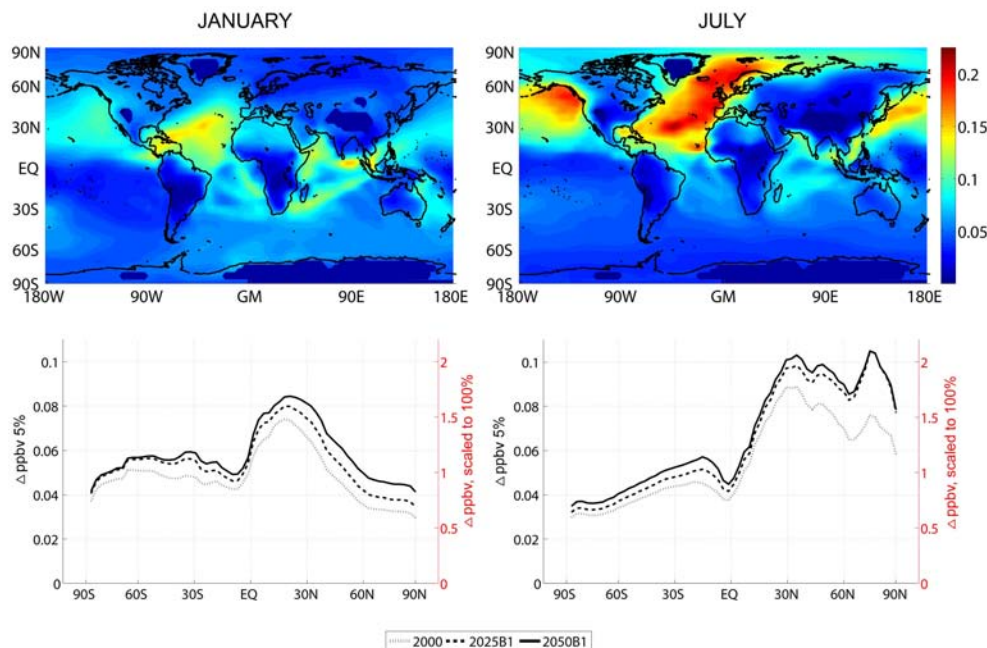 JANUARY
JULY
90N
60N
30N
EQ
30S
60S
90S
180W 90W GM 90E 180E
90N
60N
30N
EQ
30S
60S
90S
180W 90W GM 90E 180E
0.2
0.15
0.1
0.05
△ ppbv 5%
0.1
0.08
0.06
0.04
0.02
0
90S 60S 30S EQ 30N 60N 90N
2
1.5
1
0.5
0
△ ppbv, scaled to 100%
△ ppbv 5%
0.1
0.08
0.06
0.04
0.02
0
90S 60S 30S EQ 30N 60N 90N
2
1.5
1
0.5
0
△ ppbv, scaled to 100%
2000 2025B1 2050B1